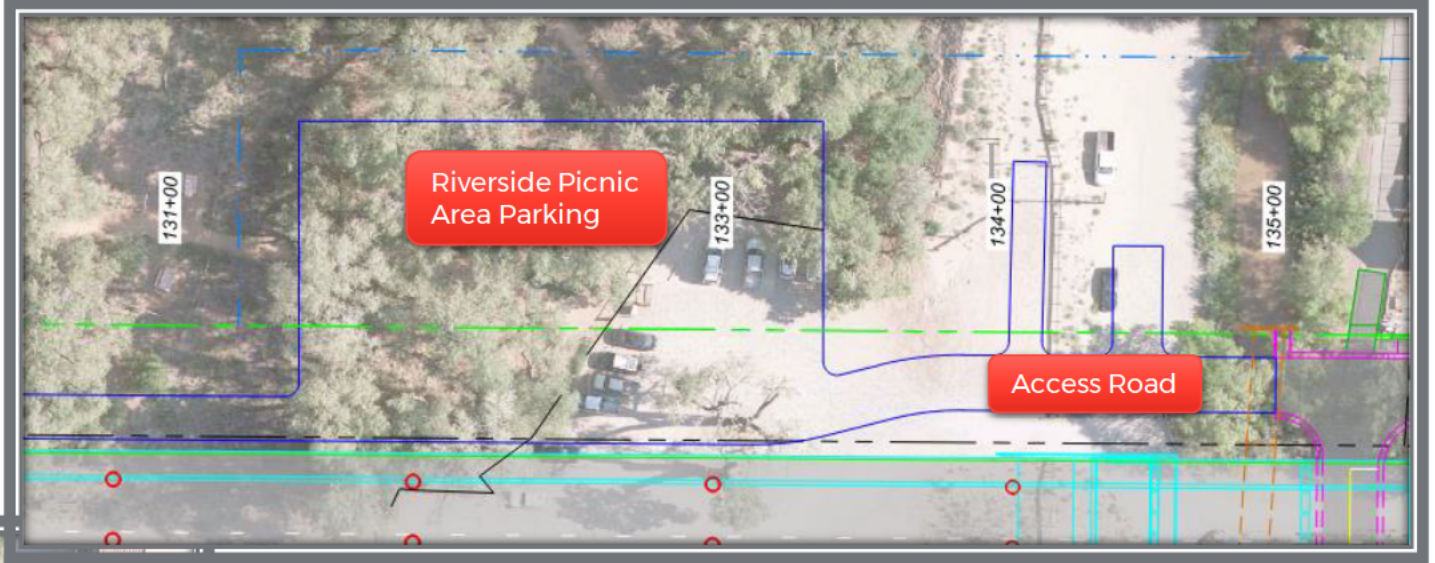 Riverside Picnic
Area Parking
131+00
133+00
134+00
135+00
Access Road